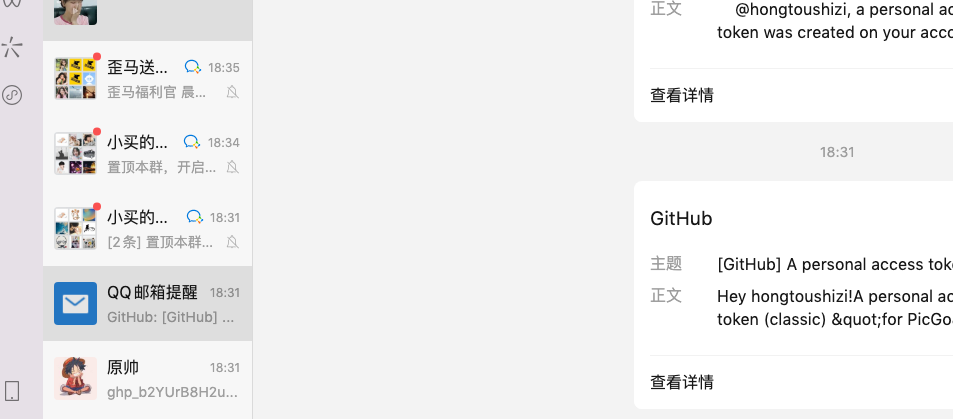 歪马送... 18:35
歪马福利官 晨...
小买的... 18:34
置顶本群，开启...
小买的... 18:31
[2条] 置顶本群...
QQ邮箱提醒 18:31
GitHub: [GitHub] ...
原帅 18:31
ghp_b2YUrB8H2u...
正文 @hongtoushizi, a personal ac
token was created on your acco
查看详情
18:31
GitHub
主题 [GitHub] A personal access tok
正文 Hey hongtoushizi!A personal ac
token (classic) &quot;for PicGo
查看详情